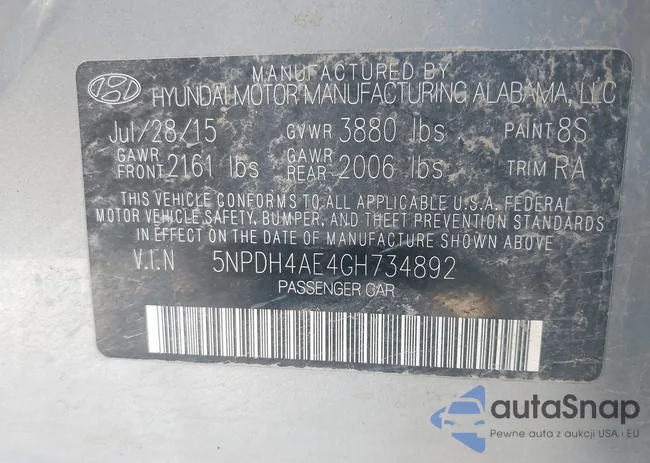 MANUFACTURED BY
HYUNDAI MOTOR MANUFACTURING ALABAMA, LLC
Jul/28/15 GVWR 3880 lbs PAINT 8S
GAWR FRONT 2161 lbs GAWR REAR 2006 lbs TRIM RA
THIS VEHICLE CONFORMS TO ALL APPLICABLE U.S.A. FEDERAL
MOTOR VEHICLE SAFETY, BUMPER, AND THEFT PREVENTION STANDARDS
IN EFFECT ON THE DATE OF MANUFACTURE SHOWN ABOVE
V.I.N 5NPDH4AE4GH734892
PASSENGER CAR
autoSnap
Pewne auta z aukcji USA i EU